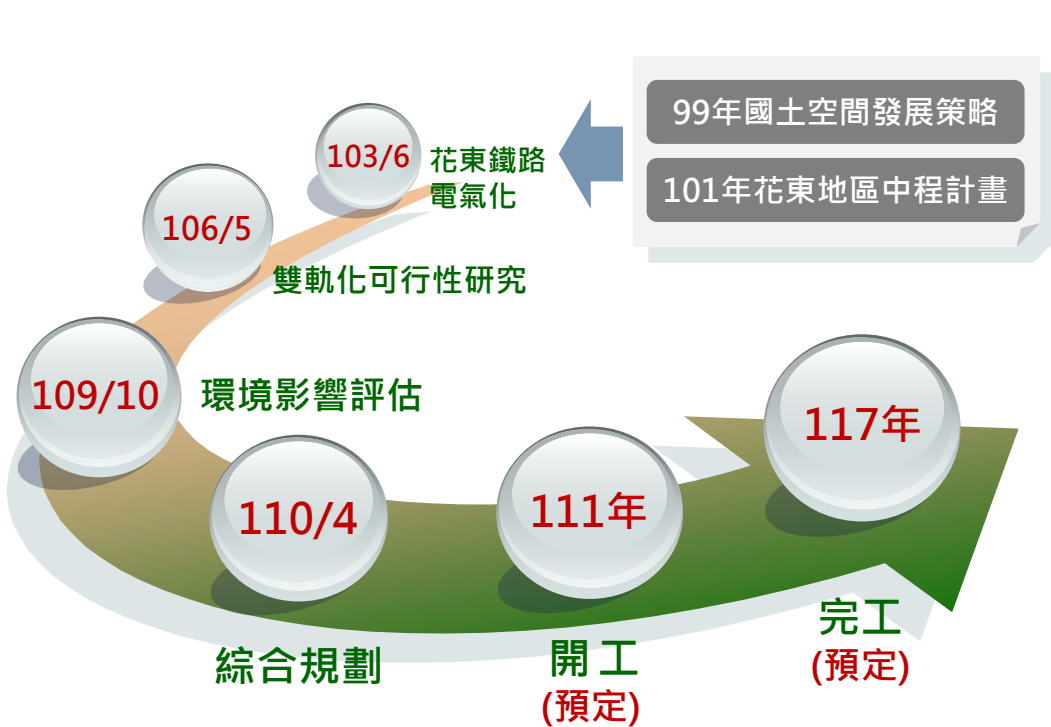 99年國土空間發展策略
101年花東地區中程計畫
103/6
花東鐵路
電氣化
106/5
雙軌化可行性研究
109/10
環境影響評估
110/4
綜合規劃
111年
開工
(預定)
117年
完工
(預定)